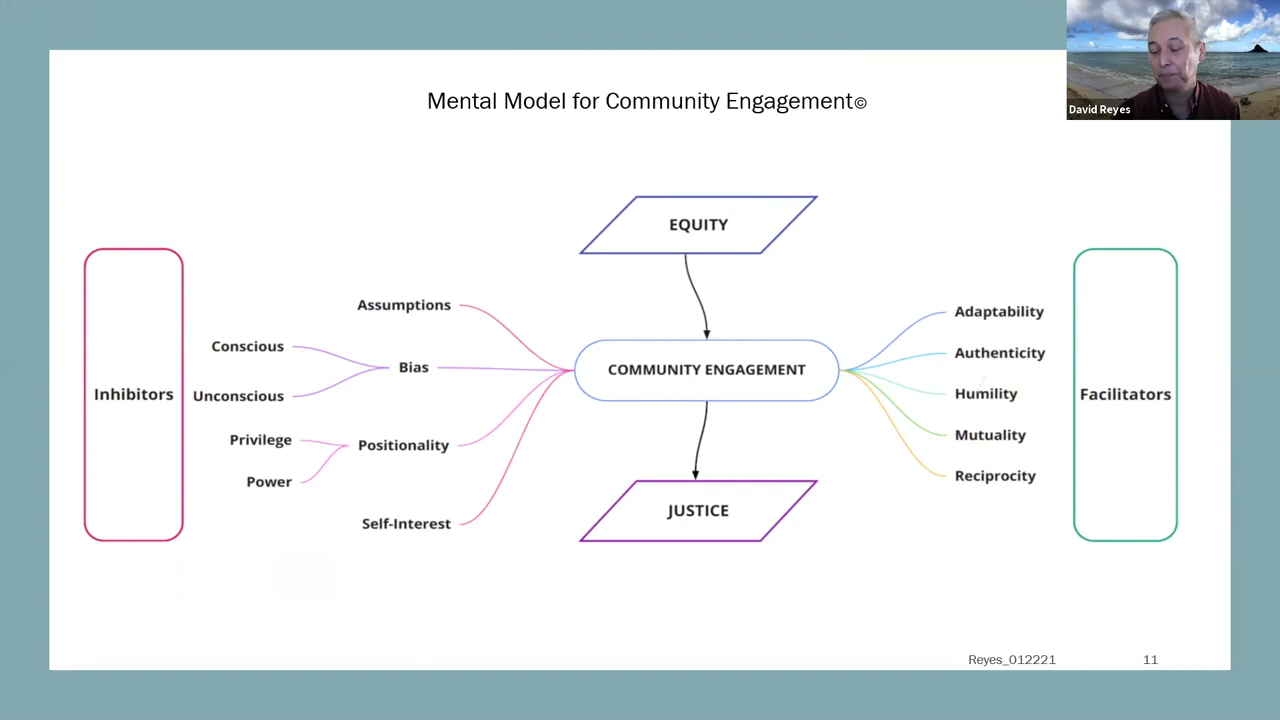 David Reyes
Mental Model for Community Engagement©
EQUITY
COMMUNITY ENGAGEMENT
JUSTICE
Inhibitors
Assumptions
Bias
Conscious
Unconscious
Positionality
Privilege
Power
Self-Interest
Adaptability
Authenticity
Humility
Mutuality
Reciprocity
Facilitators
Reyes_012221
11